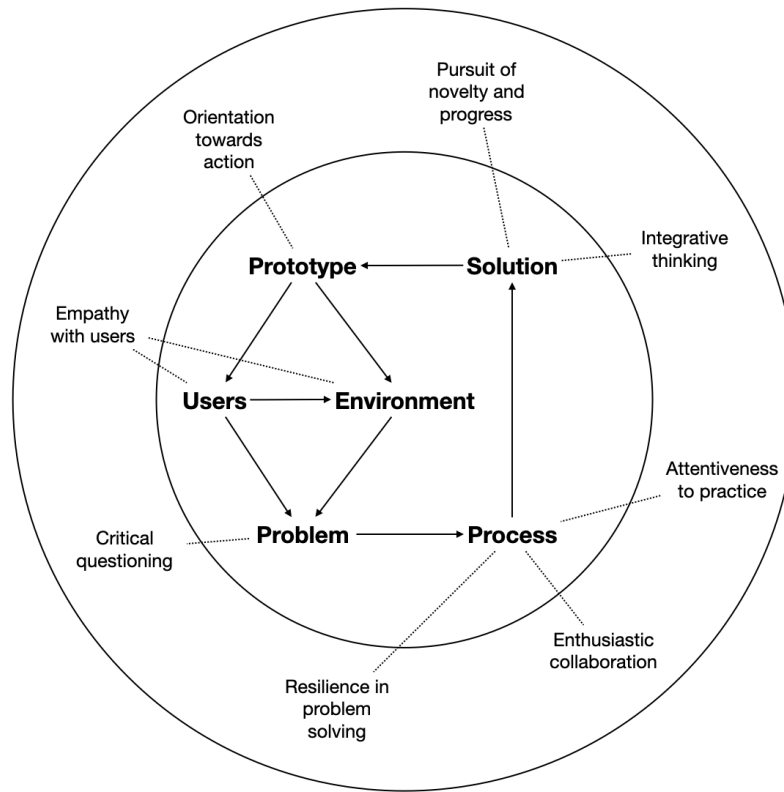 Pursuit of
novelty and
progress
Orientation
towards
action
Integrative
thinking
Prototype
Solution
Empathy
with users
Users
Environment
Attentiveness
to practice
Critical
questioning
Problem
Process
Enthusiastic
collaboration
Resilience in
problem
solving